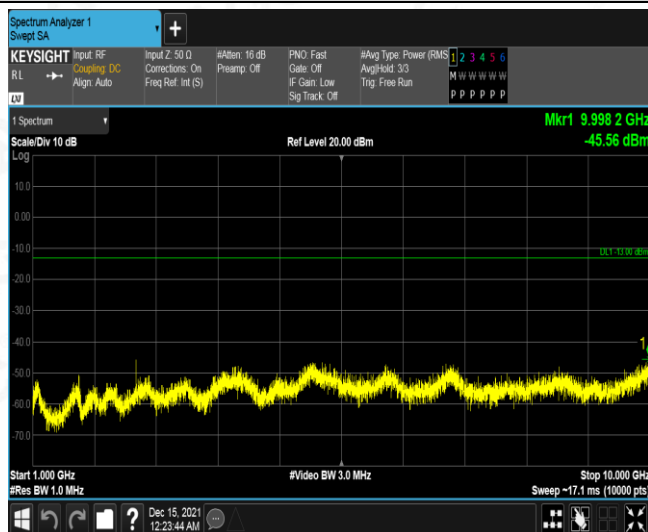 Spectrum Analyzer 1
Swept SA
KEYSIGHT Input: RF Input Z: 50 Ω #Atten: 16 dB PNO: Fast #Avg Type: Power (RMS 1 2 3 4 5 6
RL Coupling: DC Corrections: On Preamp: Off Gate: Off Avg|Hold: 3/3 M W W W W W
Align: Auto Freq Ref: Int (S) IF Gain: Low Trig: Free Run
LXI Sig Track: Off P P P P P P
1 Spectrum Mkr1 9.998 2 GHz
Scale/Div 10 dB Ref Level 20.00 dBm -45.56 dBm
Log
10.0
0.00
-10.0
DL1 -13.00 dBm
-20.0
-30.0
-40.0
1
-50.0
-60.0
-70.0
Start 1.000 GHz #Video BW 3.0 MHz Stop 10.000 GHz
#Res BW 1.0 MHz Sweep ~17.1 ms (10000 pts)
? Dec 15, 2021
12:23:44 AM